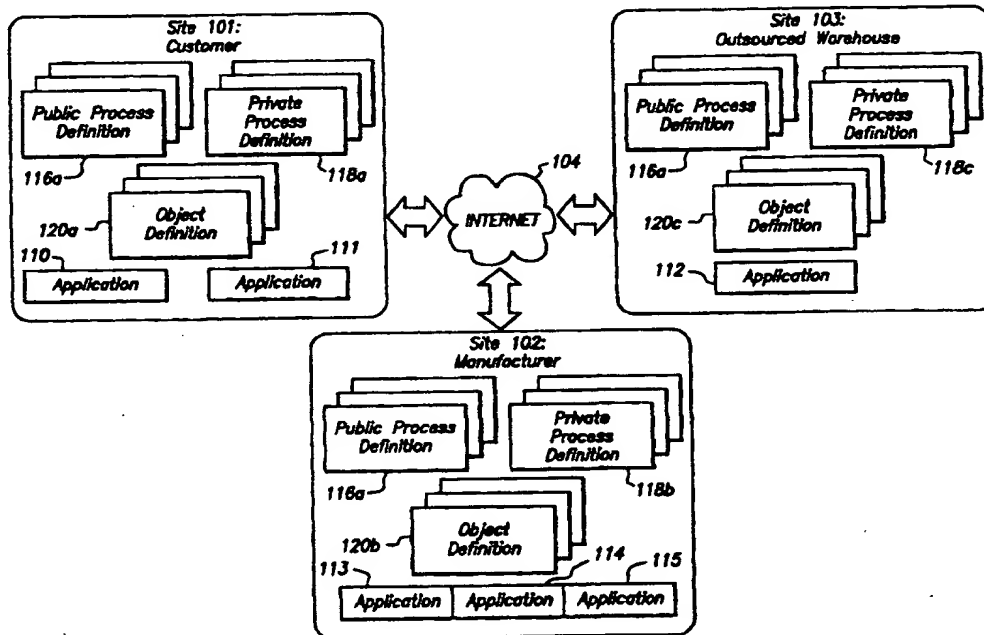 Site 101:
Customer
Public Process
Definition
116a
Private
Process
Definition
118a
Object
Definition
120a
110
Application
111
Application
104
INTERNET
Site 103:
Outsourced Warehouse
Public Process
Definition
116a
Private
Process
Definition
118c
Object
Definition
120c
112
Application
Site 102:
Manufacturer
Public Process
Definition
116a
Private
Process
Definition
118b
Object
Definition
120b
113
Application
114
Application
115
Application